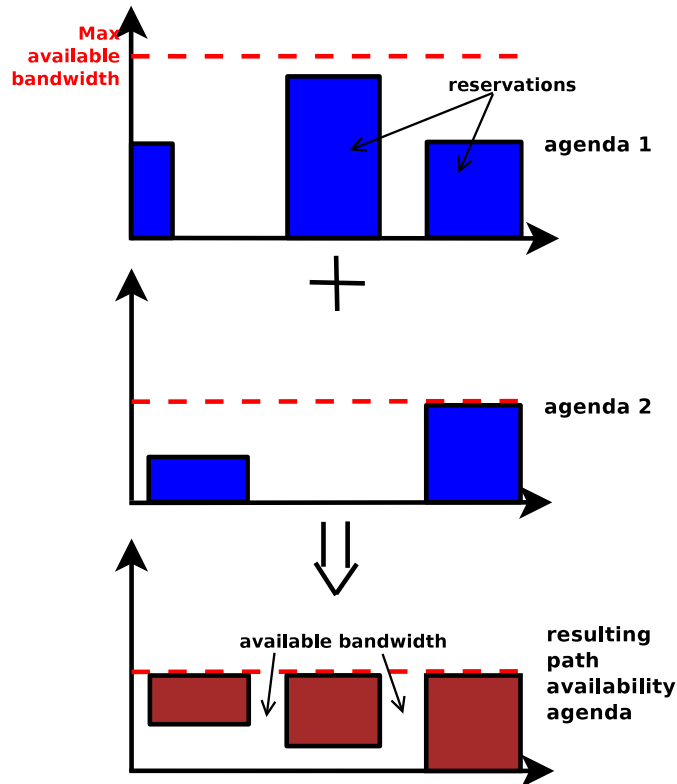 Max
available
bandwidth
reservations
agenda 1
agenda 2
available bandwidth
resulting
path
availability
agenda